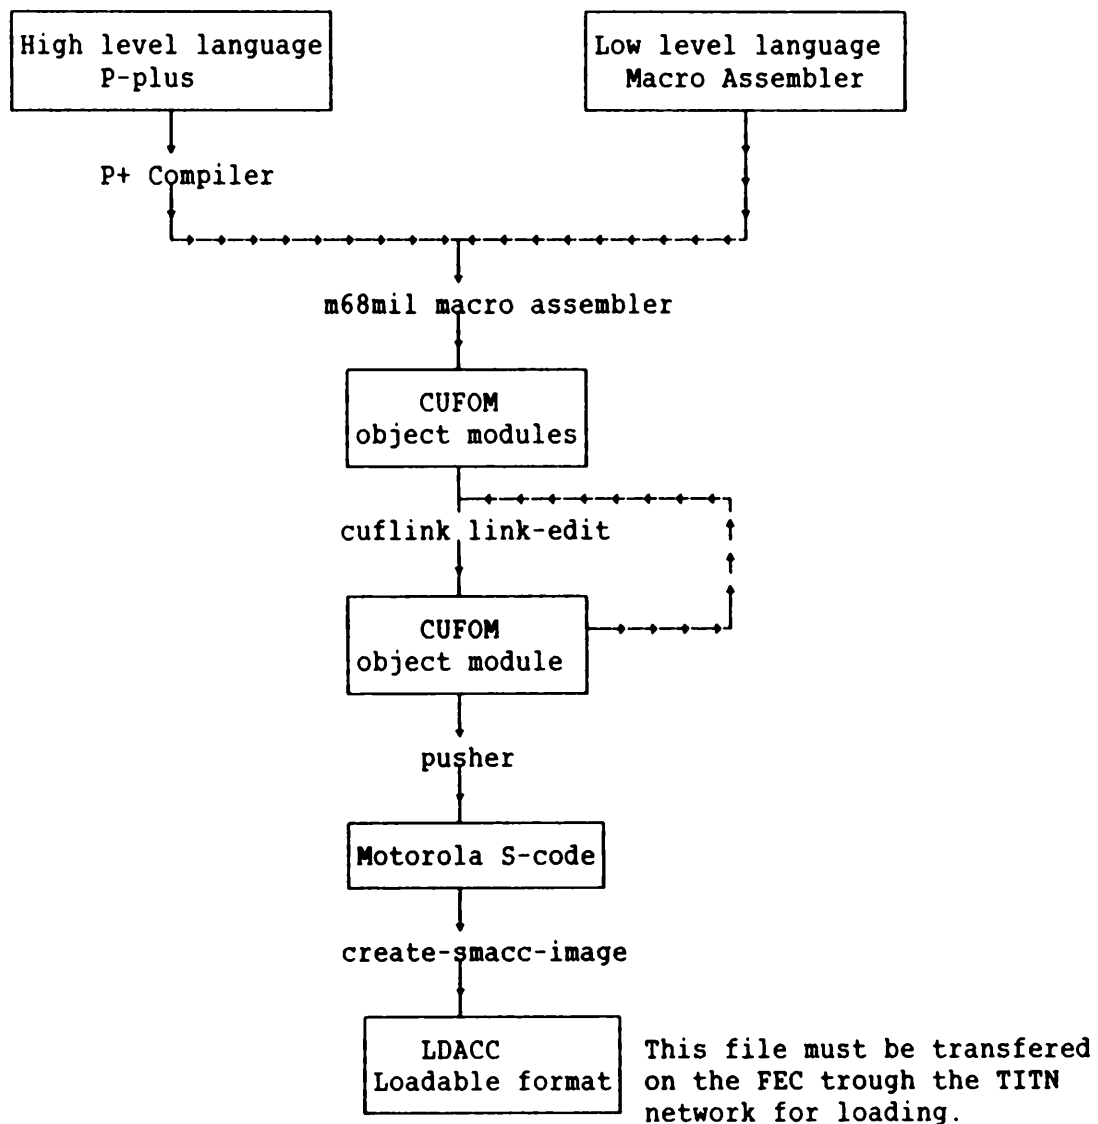 High level language
P-plus
Low level language
Macro Assembler
P+ Compiler
m68mil macro assembler
CUFOM
object modules
cuflink link-edit
CUFOM
object module
pusher
Motorola S-code
create-smacc-image
LDACC
Loadable format
This file must be transfered
on the FEC trough the TITN
network for loading.